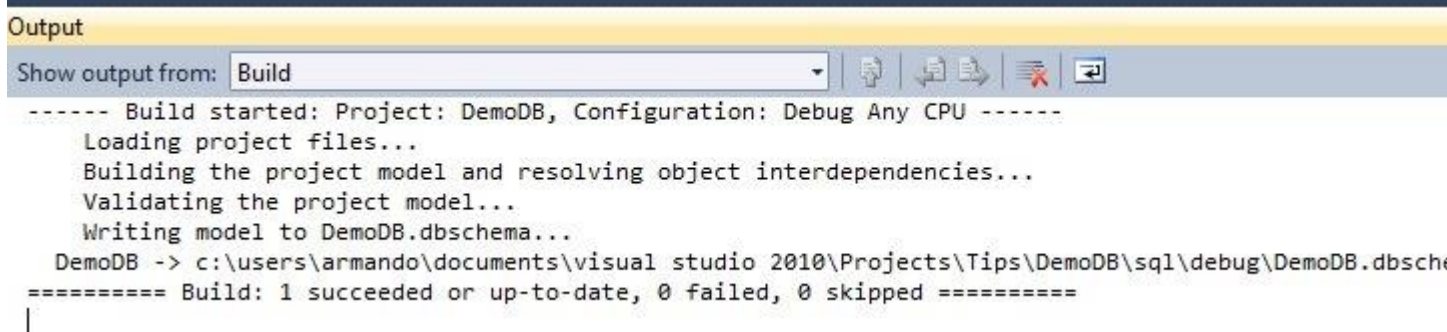 Output
Show output from: Build
------ Build started: Project: DemoDB, Configuration: Debug Any CPU ------
Loading project files...
Building the project model and resolving object interdependencies...
Validating the project model...
Writing model to DemoDB.dbschema...
DemoDB -> c:\users\armando\documents\visual studio 2010\Projects\Tips\DemoDB\sql\debug\DemoDB.dbsche
========== Build: 1 succeeded or up-to-date, 0 failed, 0 skipped ==========